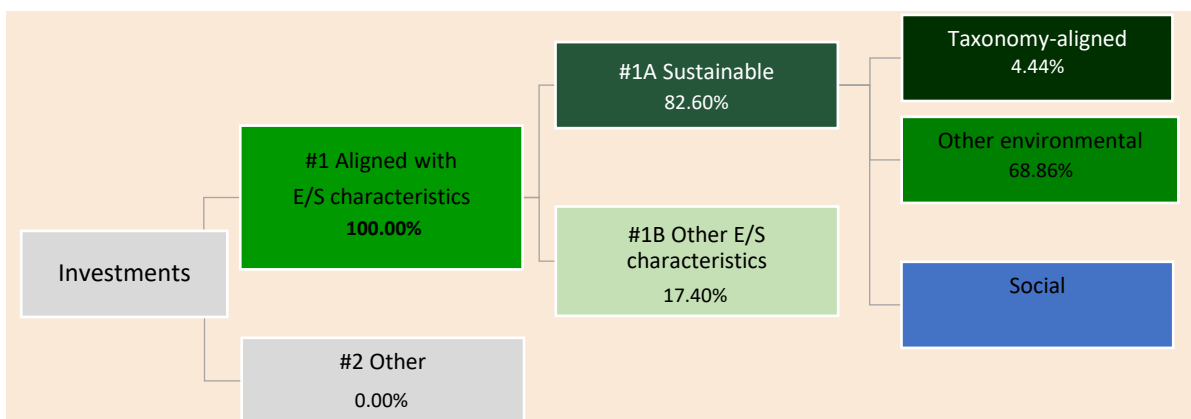 Investments
#1 Aligned with
E/S characteristics
100.00%
#2 Other
0.00%
#1A Sustainable
82.60%
#1B Other E/S
characteristics
17.40%
Taxonomy-aligned
4.44%
Other environmental
68.86%
Social